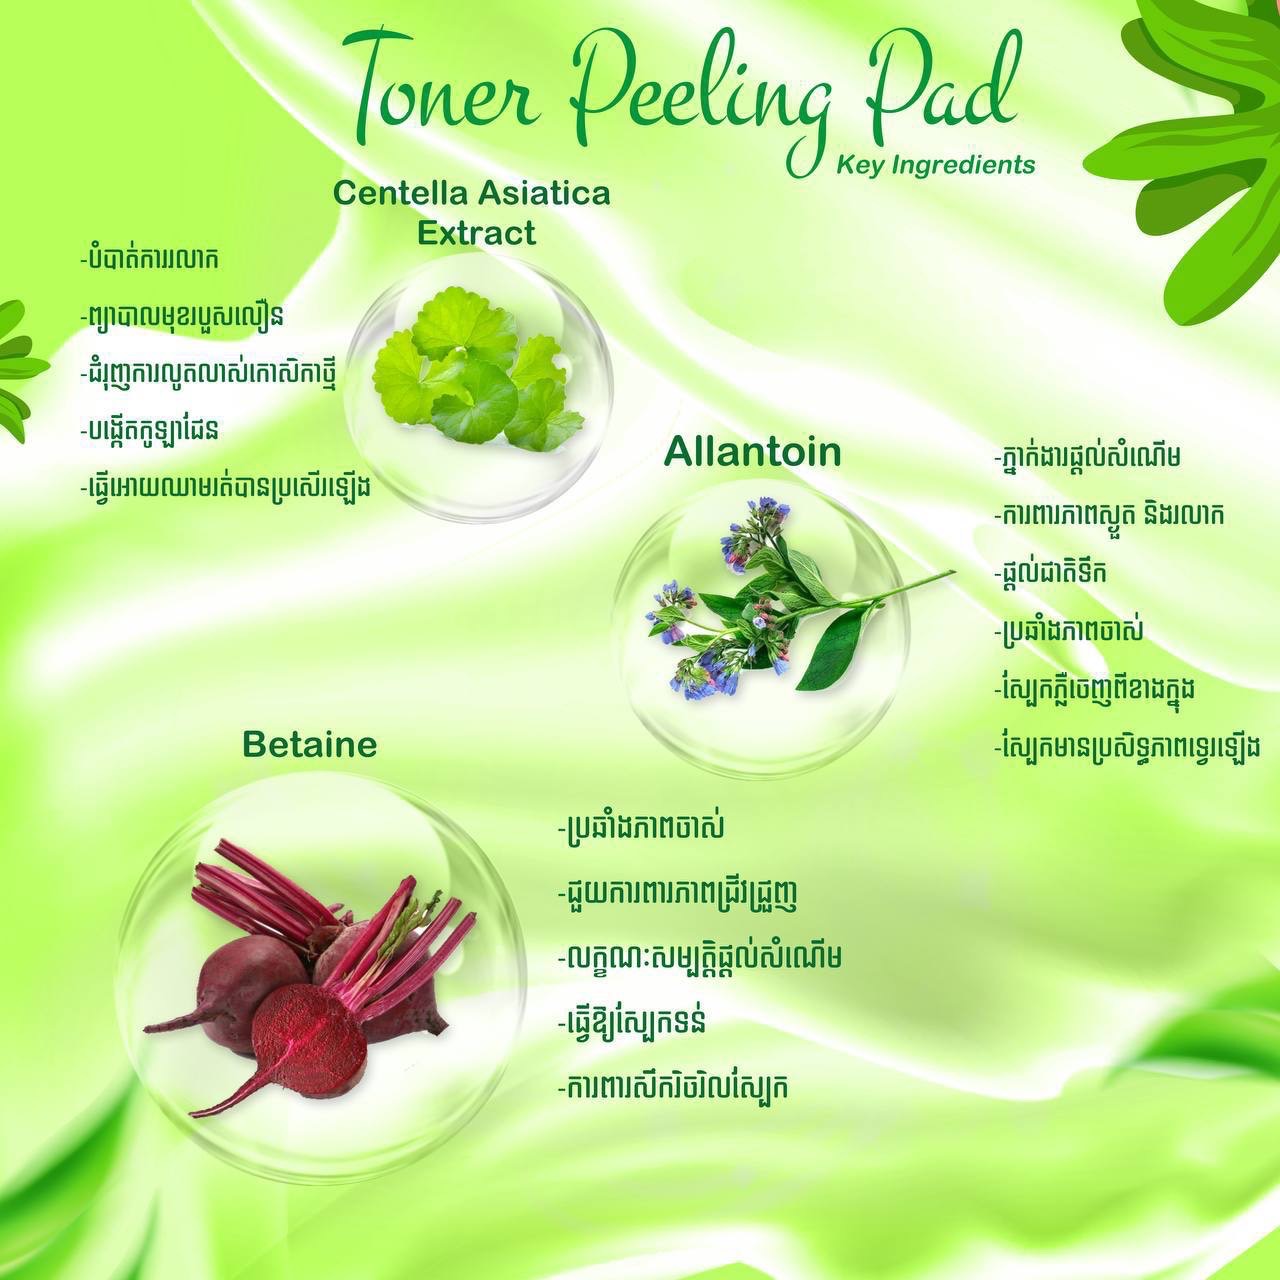 Toner Peeling Pad
Key Ingredients
Centella Asiatica
Extract
-បំបាត់ការរលាក
-ព្យាបាលមុខរបួសលឿន
-ជំរុញការលូតលាស់កោសិកាថ្មី
-បង្កើតកូឡាជែន
-ធ្វើអោយឈាមរត់បានប្រសើរឡើង
Allantoin
-ភ្នាក់ងារផ្ដល់សំណើម
-ការពារភាពស្ងួត និងរលាក
-ផ្ដល់ជាតិទឹក
-ប្រឆាំងភាពចាស់
-ស្បែកភ្លឺចេញពីខាងក្នុង
-ស្បែកមានប្រសិទ្ធភាពទ្វេរឡើង
Betaine
-ប្រឆាំងភាពចាស់
-ជួយការពារភាពជ្រីវជ្រួញ
-លក្ខណៈសម្បត្តិផ្ដល់សំណើម
-ធ្វើឱ្យស្បែកទន់
-ការពារសឹករិចរិលស្បែក